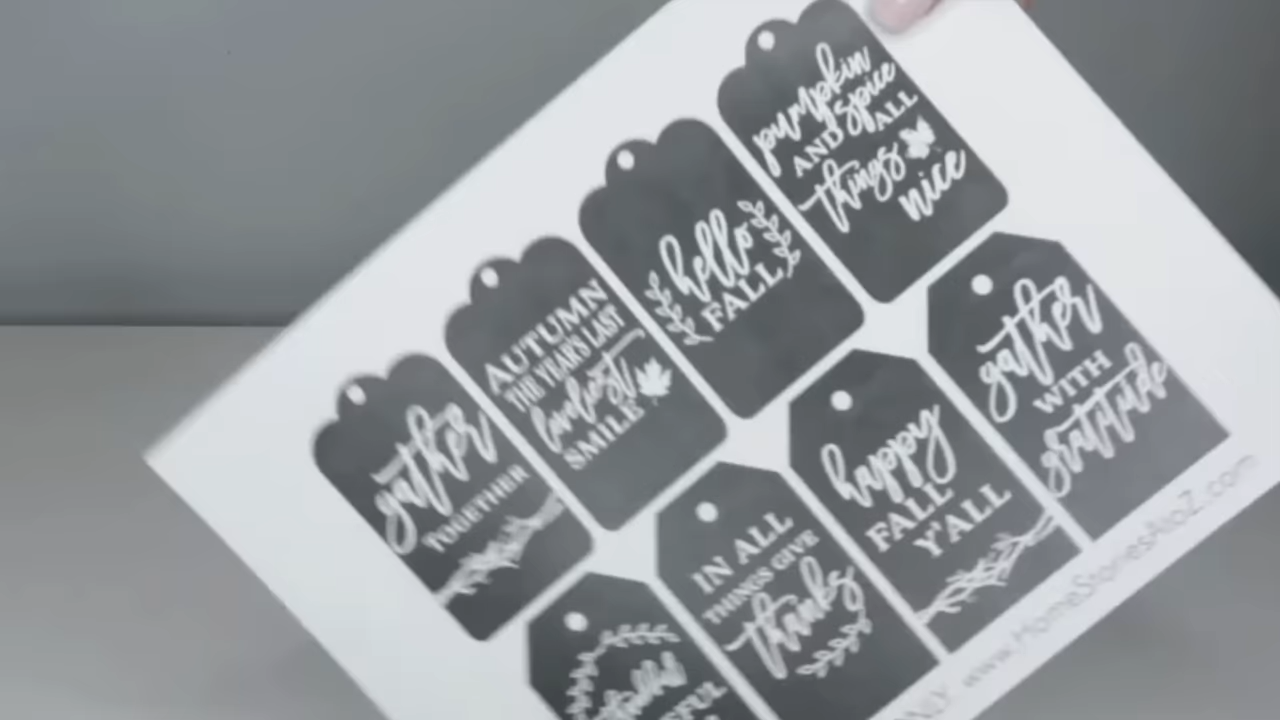 gather
TOGETHER
AUTUMN
THE YEAR'S LAST
loveliest
SMILE
hello
FALL
pumpkin
AND spice
ALL
things
nice
IN ALL
THINGS GIVE
thanks
happy
FALL
Y'ALL
gather
WITH
gratitude
www.HomeStoriesAtoZ.com